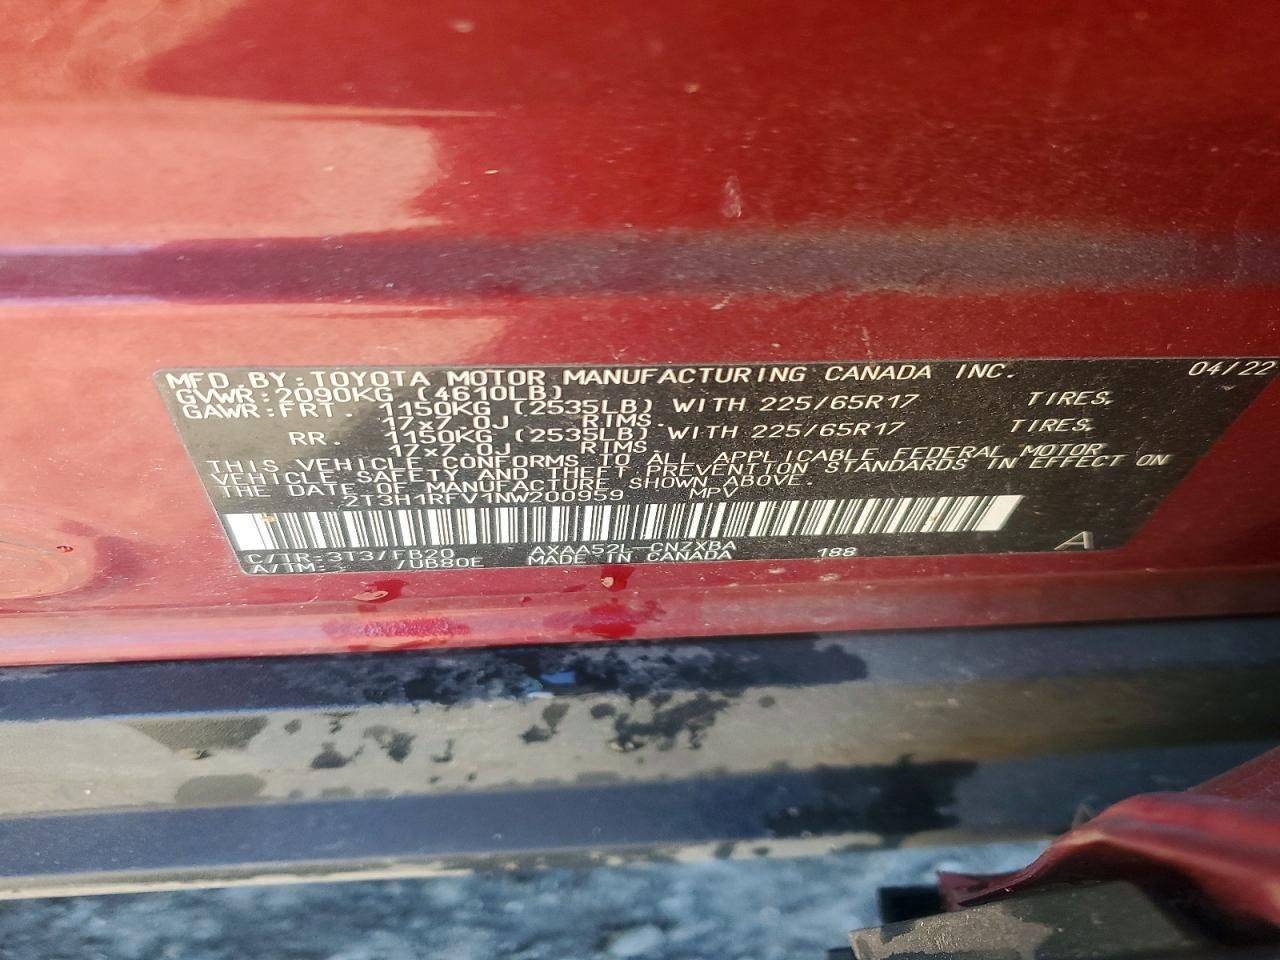 MFD. BY: TOYOTA MOTOR MANUFACTURING CANADA INC. 04/22
GVWR: 2090KG (4610LB)
GAWR: FRT. 1150KG (2535LB) WITH 225/65R17 TIRES,
17x7.0J RIMS.
RR. 1150KG (2535LB) WITH 225/65R17 TIRES,
17x7.0J RIMS
THIS VEHICLE CONFORMS TO ALL APPLICABLE FEDERAL MOTOR
VEHICLE SAFETY AND THEFT PREVENTION STANDARDS IN EFFECT ON
THE DATE OF MANUFACTURE SHOWN ABOVE.
2T3H1RFV1NW200959 MPV
C/TR: 3T3/FB20 AXAA52L-CNZXBA 188 A
A/TM: /UB80E MADE IN CANADA